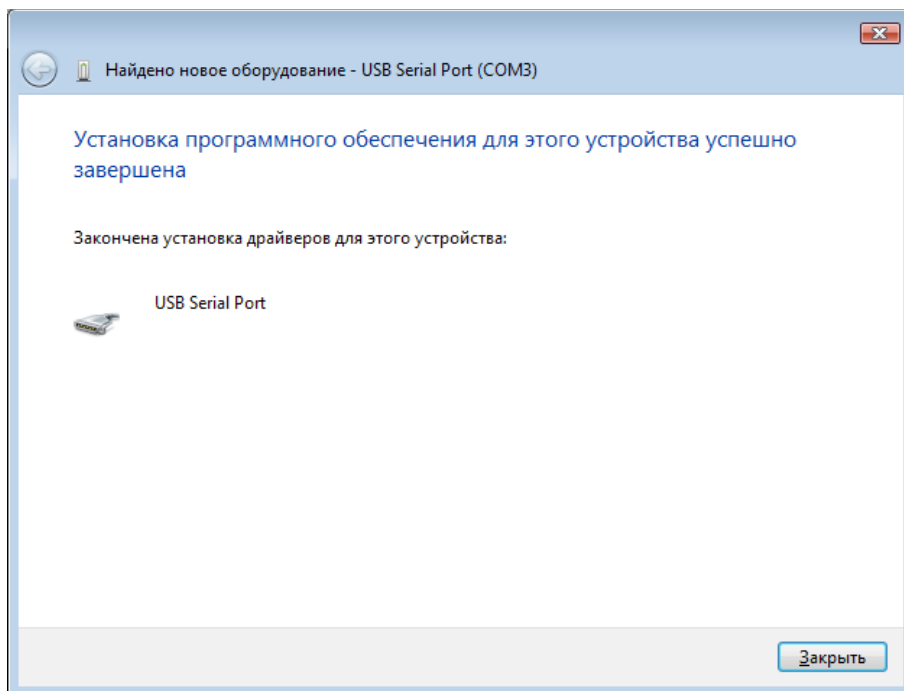 Найдено новое оборудование - USB Serial Port (COM3)
Установка программного обеспечения для этого устройства успешно
завершена
Закончена установка драйверов для этого устройства:
USB Serial Port
Закрыть